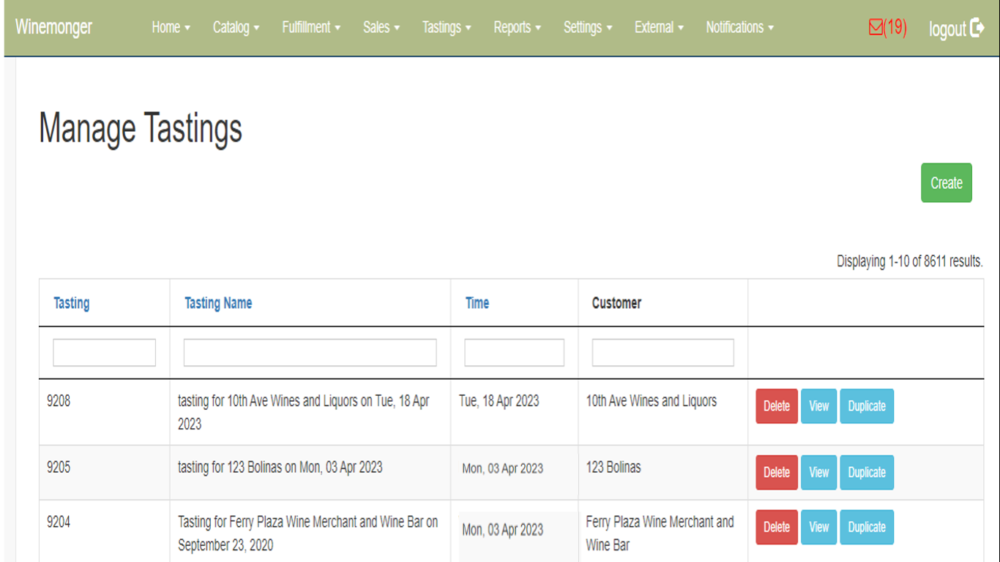 Winemonger Home Catalog Fulfillment Sales Tastings Reports Settings External Notifications (19) logout
Manage Tastings
Create
Displaying 1-10 of 8611 results.
Tasting Tasting Name Time Customer
9208 tasting for 10th Ave Wines and Liquors on Tue, 18 Apr Tue, 18 Apr 2023 10th Ave Wines and Liquors Delete View Duplicate
2023
9205 tasting for 123 Bolinas on Mon, 03 Apr 2023 Mon, 03 Apr 2023 123 Bolinas Delete View Duplicate
9204 Tasting for Ferry Plaza Wine Merchant and Wine Bar on Mon, 03 Apr 2023 Ferry Plaza Wine Merchant and Delete View Duplicate
September 23, 2020 Wine Bar